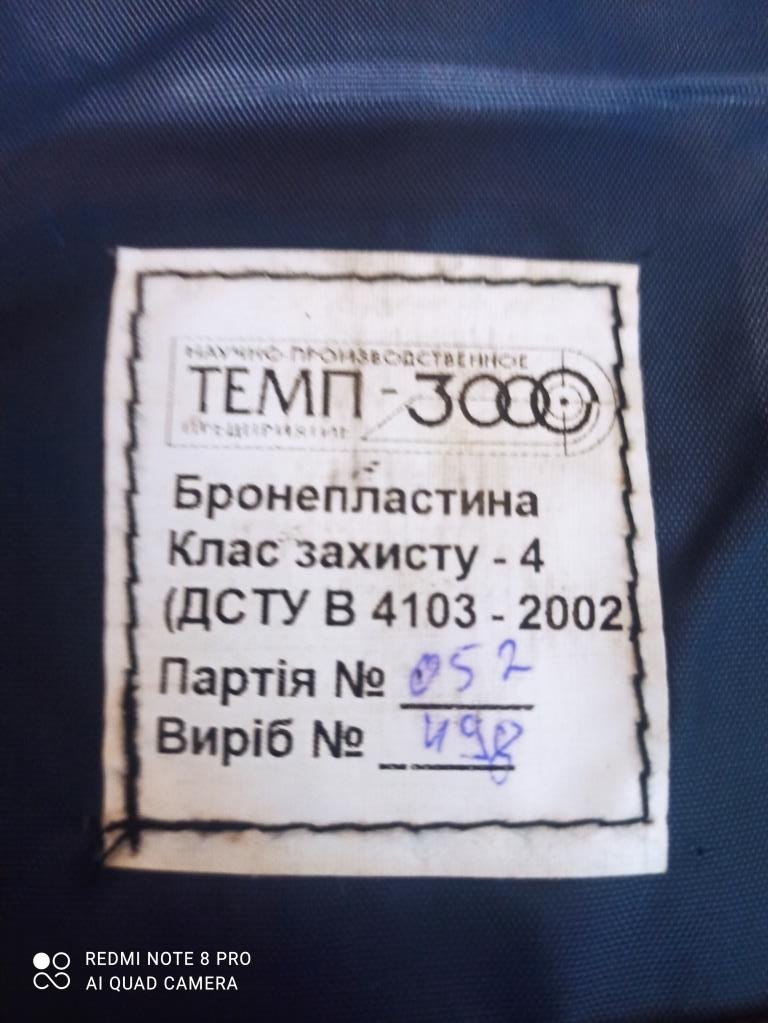 НАУЧНО-ПРОИЗВОДСТВЕННОЕ
ТЕМП-3000
ПРЕДПРИЯТИЕ
Бронепластина
Клас захисту - 4
(ДСТУ В 4103 - 2002)
Партія № 052
Виріб № 498
REDMI NOTE 8 PRO
AI QUAD CAMERA